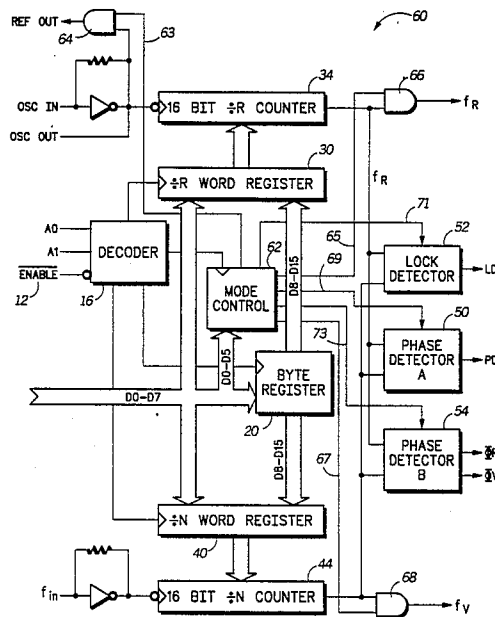 REF OUT
64
63
60
34
66
OSC IN
OSC OUT
16 BIT ÷R COUNTER
fR
30
÷R WORD REGISTER
fR
71
A0
A1
ENABLE
12
DECODER
16
62
MODE
CONTROL
65
69
52
LOCK
DETECTOR
LD
D8-D15
73
50
PHASE
DETECTOR
A
PD
D0-D5
D0-D7
BYTE
REGISTER
20
54
PHASE
DETECTOR
B
ΦR
ΦV
D8-D15
67
÷N WORD REGISTER
40
44
68
fin
16 BIT ÷N COUNTER
fV